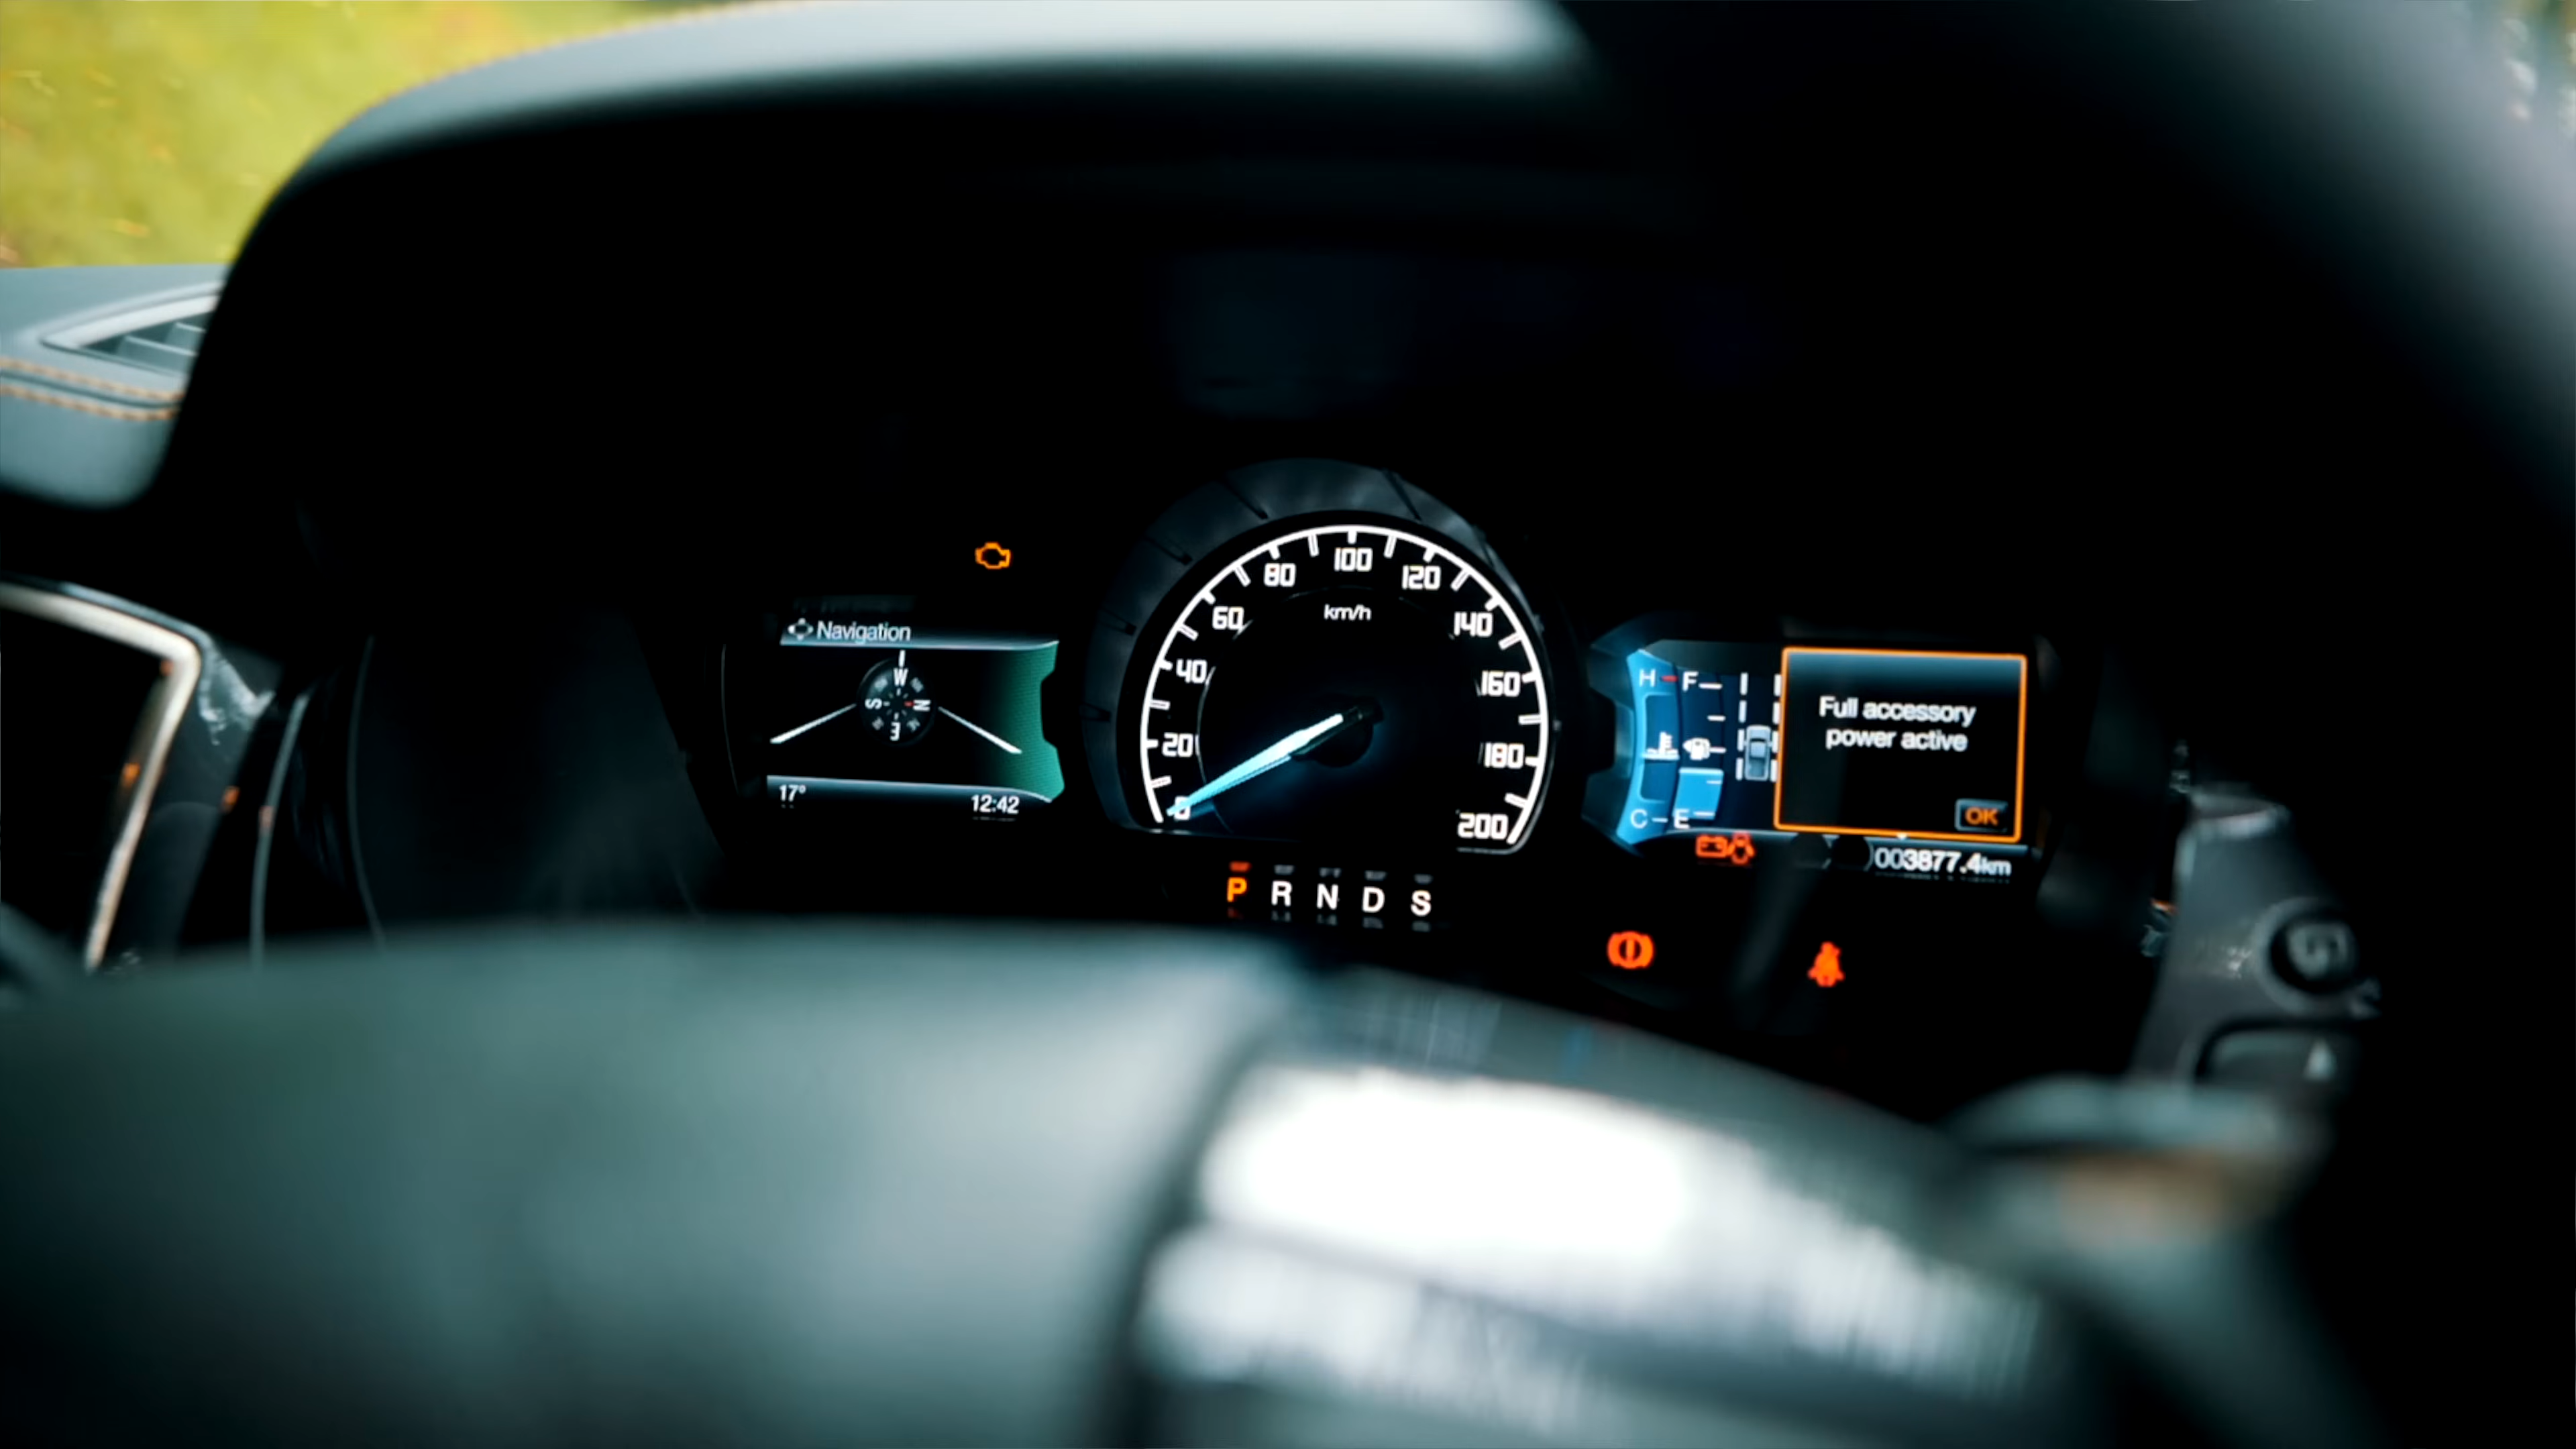 Navigation
W
S N
E
17° 12:42
0 20 40 60 80 100 120 140 160 180 200
km/h
P R N D S
H F
C E
Full accessory
power active
OK
003877.4km